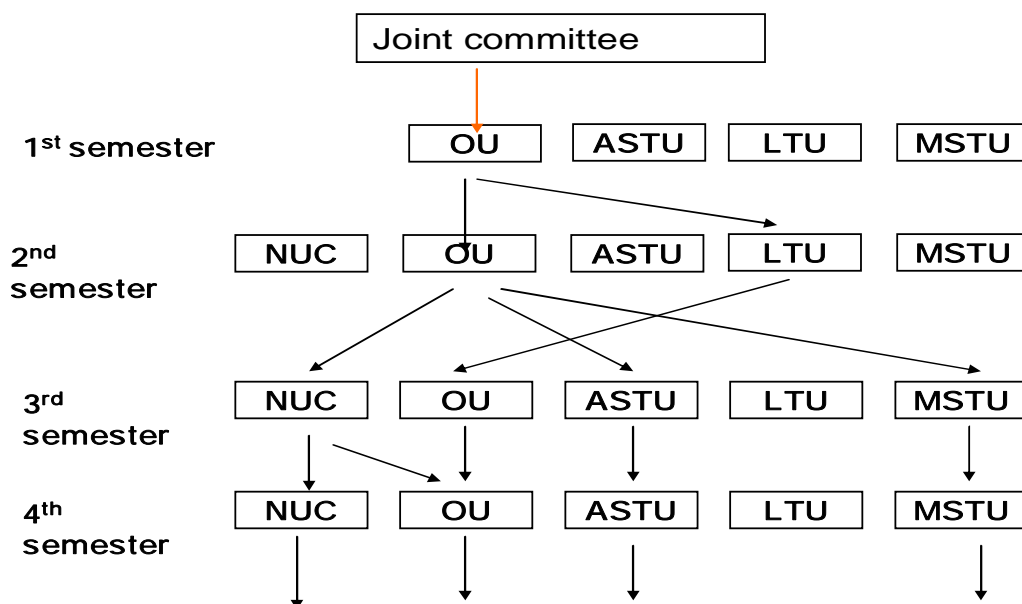 Joint committee
1st semester
OU ASTU LTU MSTU
2nd
semester
NUC OU ASTU LTU MSTU
3rd
semester
NUC OU ASTU LTU MSTU
4th
semester
NUC OU ASTU LTU MSTU